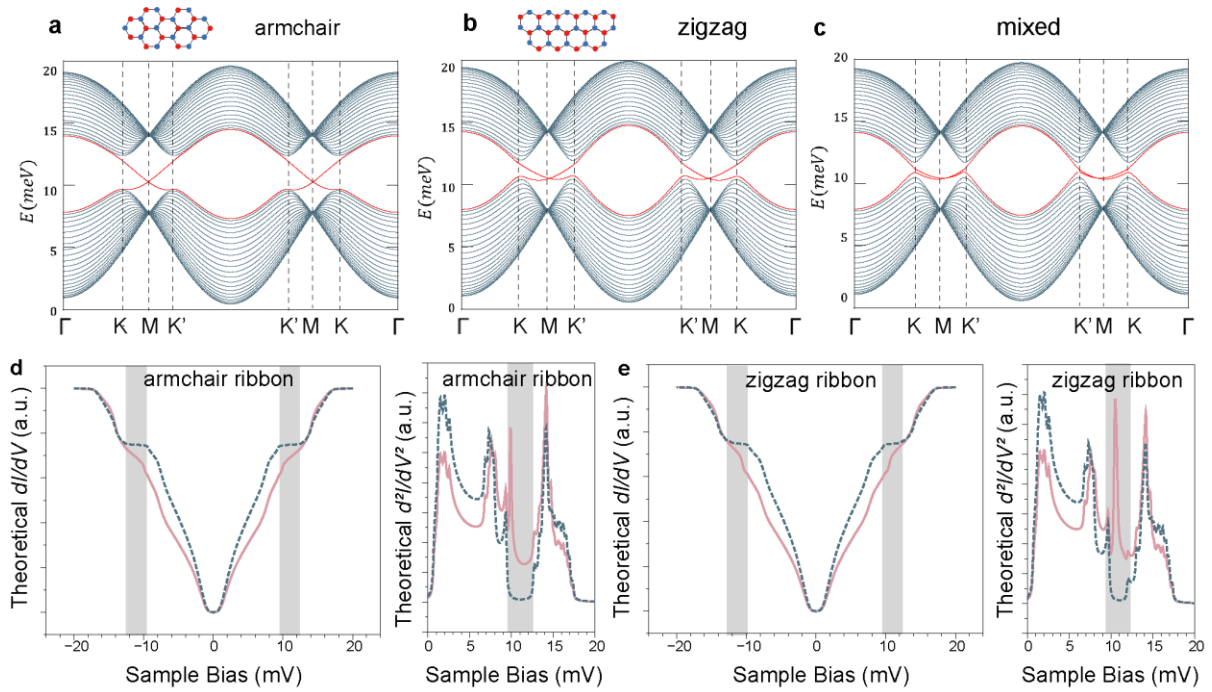 a armchair
b zigzag
c mixed
E(meV)
20
15
10
5
0
Γ K M K' K' M K Γ
E(meV)
20
15
10
5
0
Γ K M K' K' M K Γ
E(meV)
20
15
10
5
0
Γ K M K' K' M K Γ
d
armchair ribbon
Theoretical dI/dV (a.u.)
−20 −10 0 10 20
Sample Bias (mV)
armchair ribbon
Theoretical d²I/dV² (a.u.)
0 5 10 15 20
Sample Bias (mV)
e
zigzag ribbon
Theoretical dI/dV (a.u.)
−20 −10 0 10 20
Sample Bias (mV)
zigzag ribbon
Theoretical d²I/dV² (a.u.)
0 5 10 15 20
Sample Bias (mV)